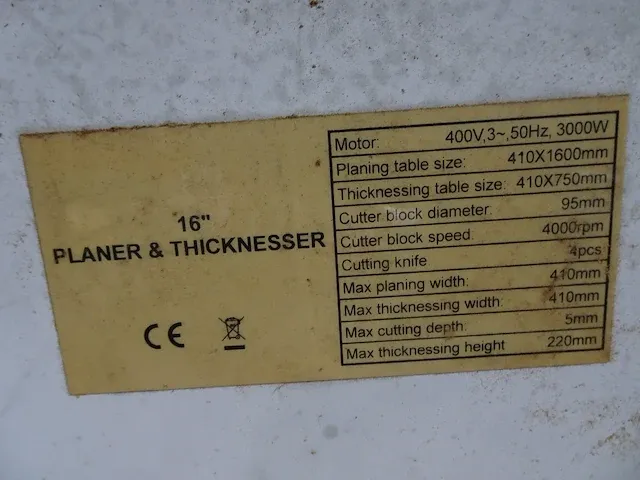 16"
PLANER & THICKNESSER
CE
Motor: 400V,3~,50Hz, 3000W
Planing table size: 410X1600mm
Thicknessing table size: 410X750mm
Cutter block diameter: 95mm
Cutter block speed: 4000rpm
Cutting knife 4pcs
Max planing width: 410mm
Max thicknessing width: 410mm
Max cutting depth: 5mm
Max thicknessing height 220mm